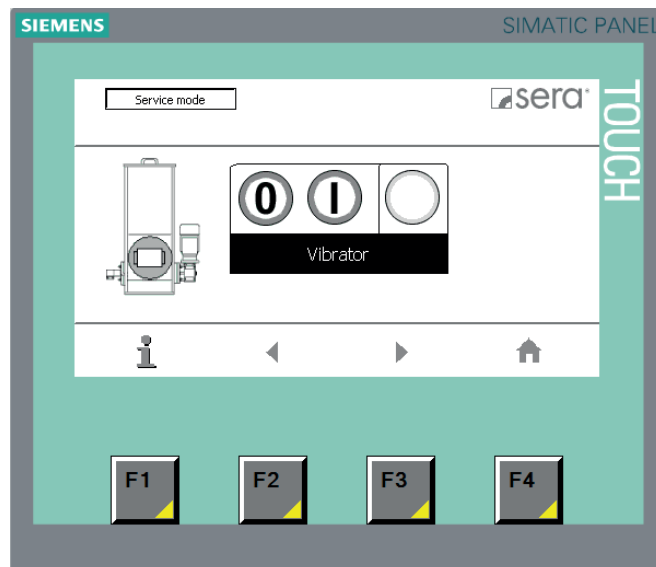 SIEMENS
SIMATIC PANEL
TOUCH
Service mode
sera
0 I
Vibrator
i
F1
F2
F3
F4